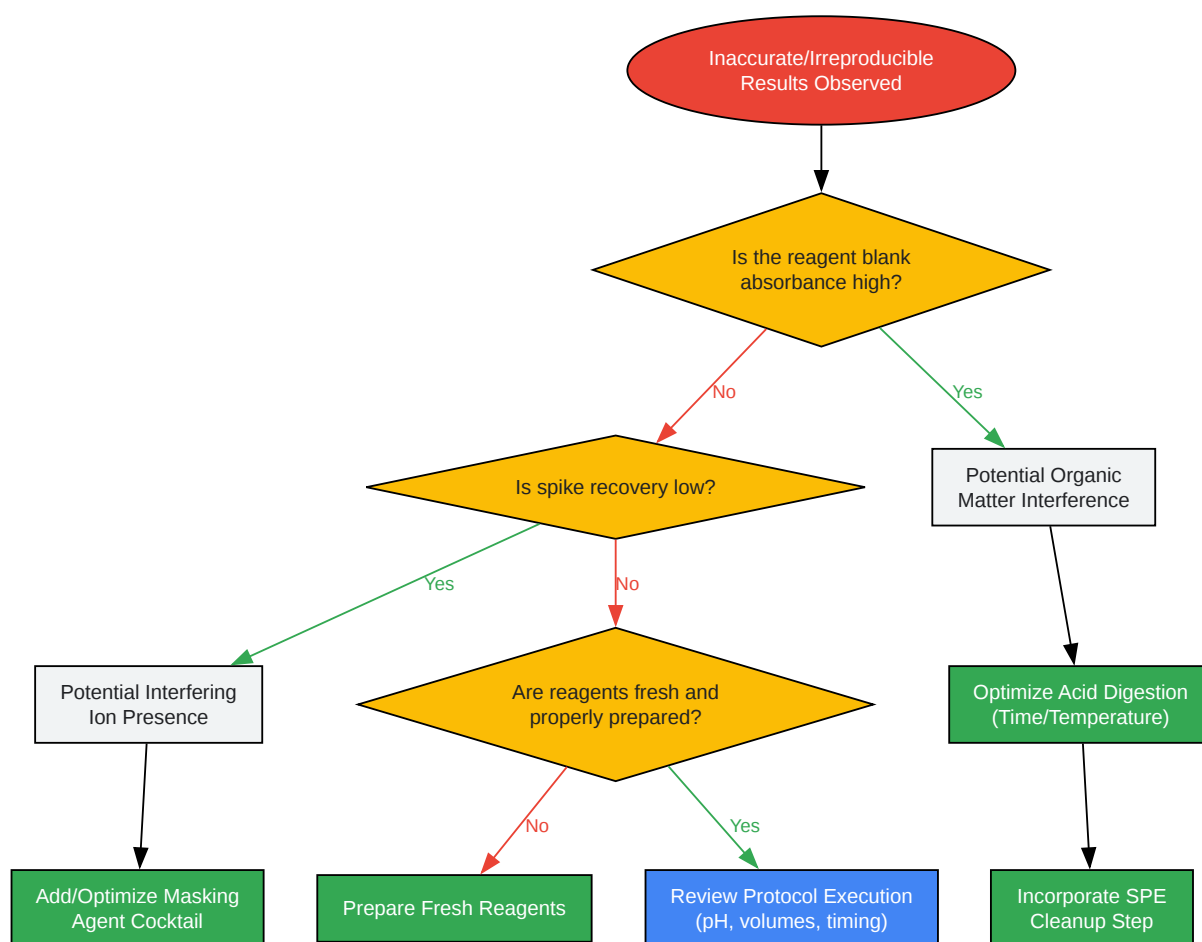 Inaccurate/Irreproducible
Results Observed
Is the reagent blank
absorbance high?
No
Yes
Is spike recovery low?
Potential Organic
Matter Interference
Yes
No
Potential Interfering
Ion Presence
Are reagents fresh and
properly prepared?
Optimize Acid Digestion
(Time/Temperature)
No
Yes
Add/Optimize Masking
Agent Cocktail
Prepare Fresh Reagents
Review Protocol Execution
(pH, volumes, timing)
Incorporate SPE
Cleanup Step